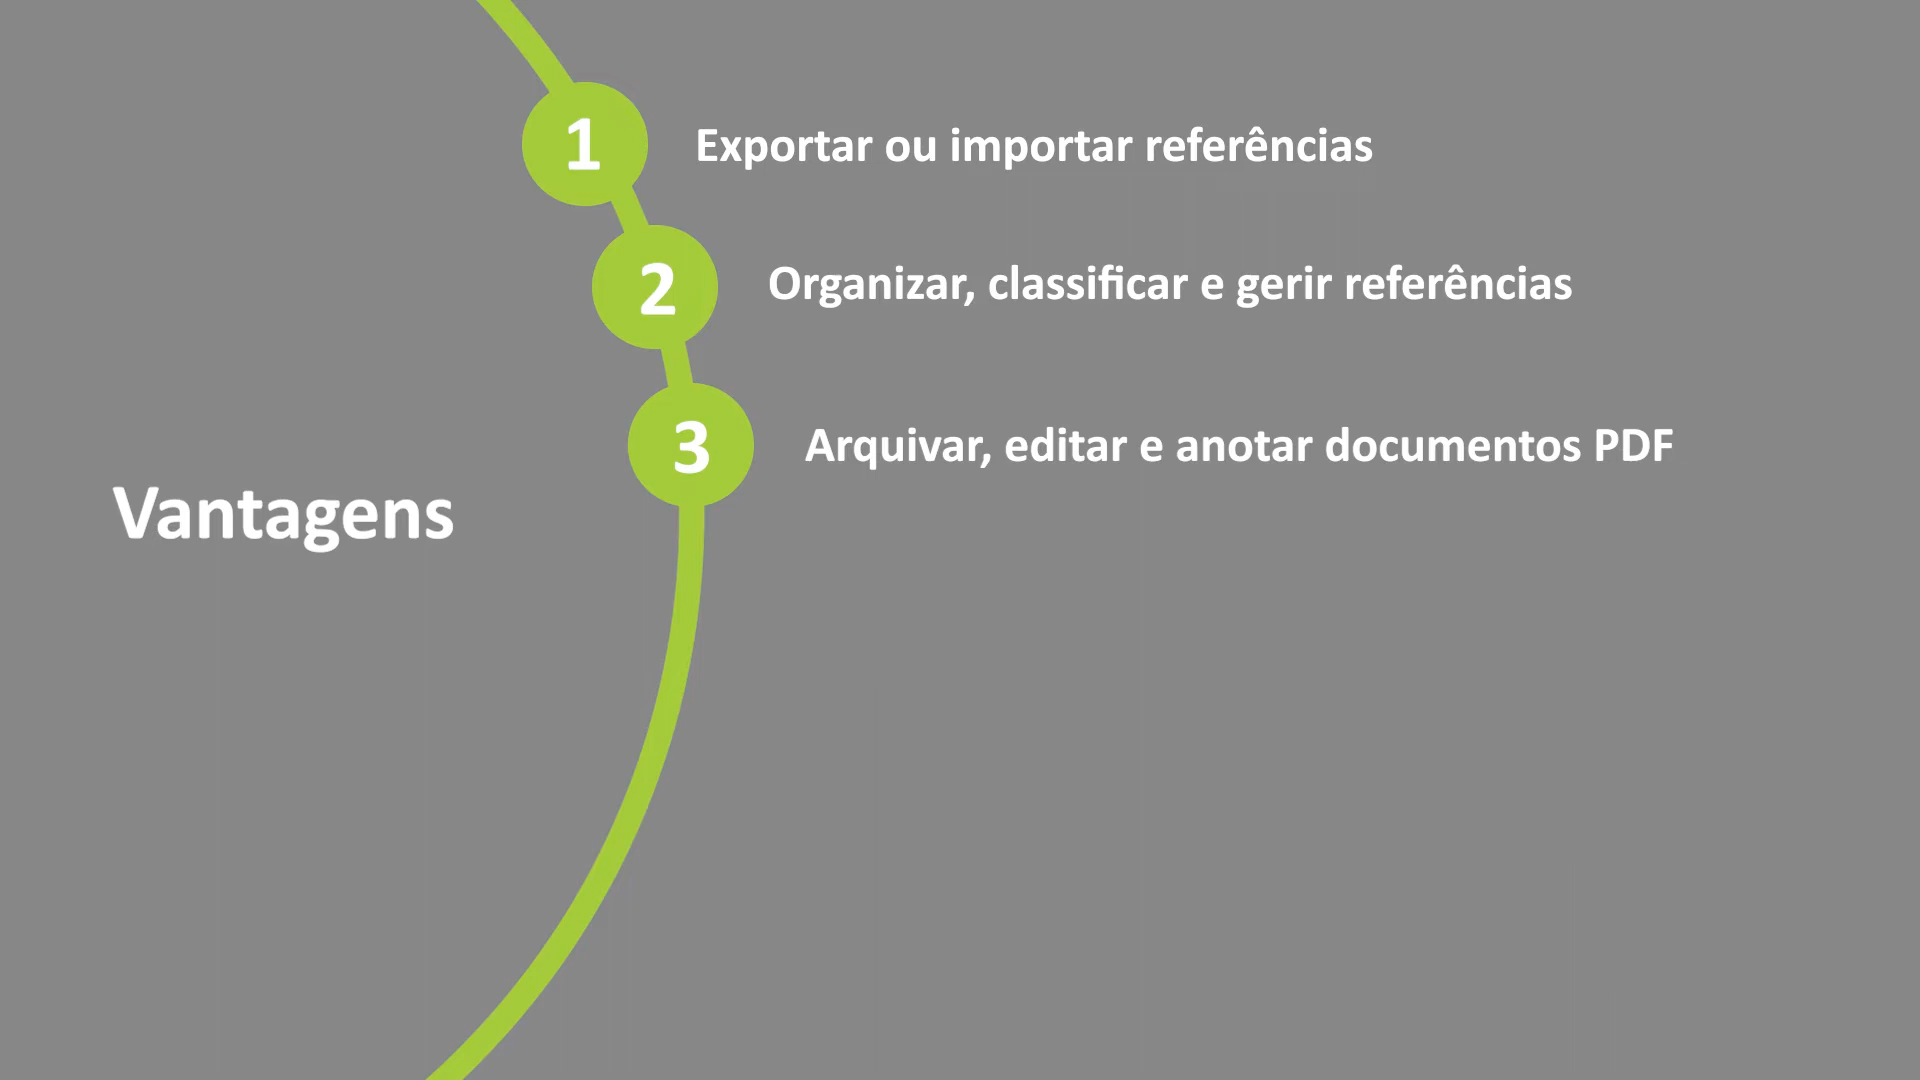 1 Exportar ou importar referências
2 Organizar, classificar e gerir referências
3 Arquivar, editar e anotar documentos PDF
Vantagens